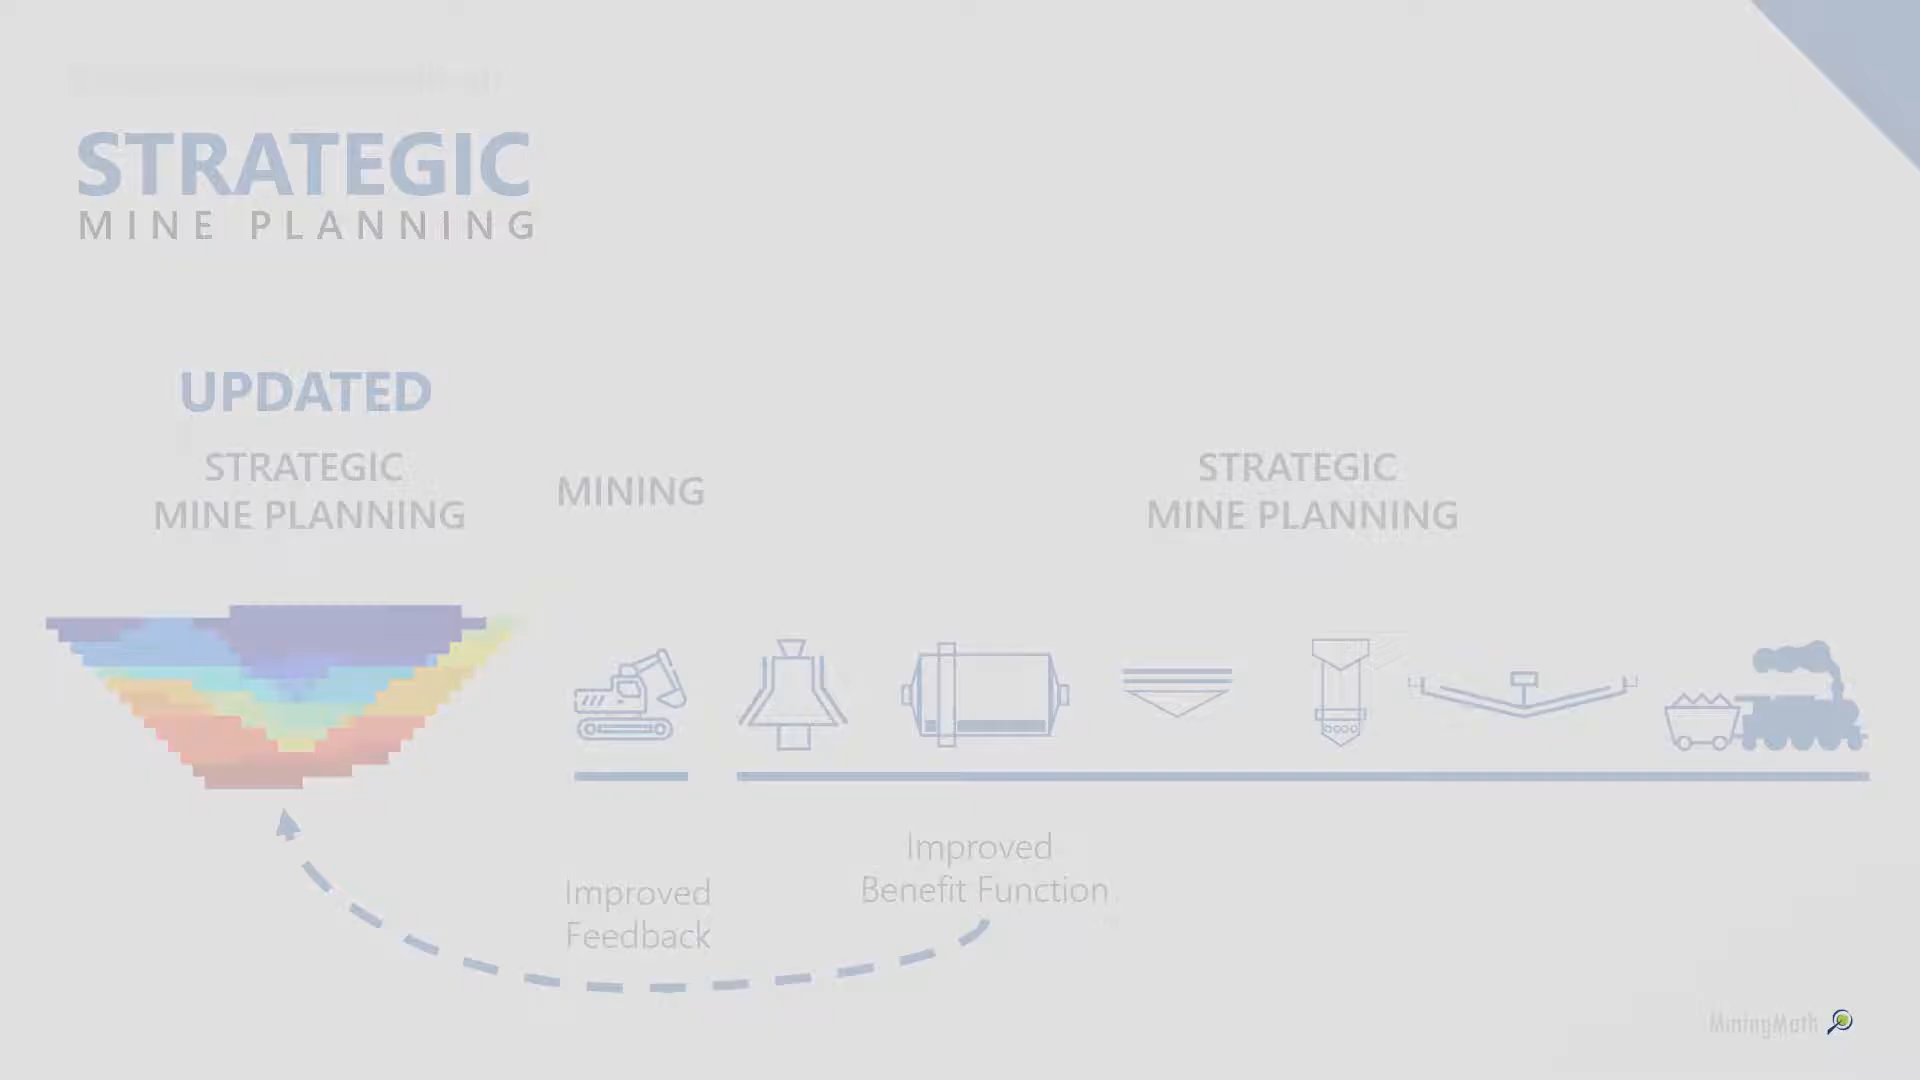 STRATEGIC
MINE PLANNING
UPDATED
STRATEGIC
MINE PLANNING
MINING
STRATEGIC
MINE PLANNING
Improved
Feedback
Improved
Benefit Function
MiningMath